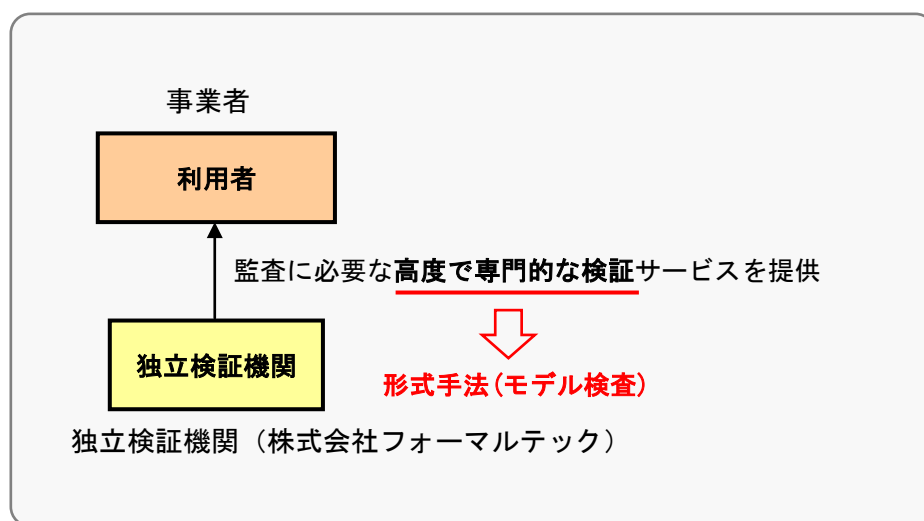 事業者
利用者
監査に必要な高度で専門的な検証サービスを提供
独立検証機関
形式手法(モデル検査)
独立検証機関（株式会社フォーマルテック）